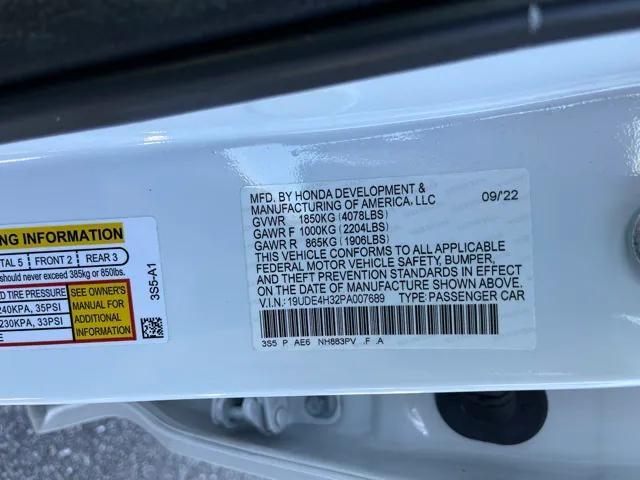 ING INFORMATION
TAL 5 FRONT 2 REAR 3
should never exceed 385kg or 850lbs.
TIRE PRESSURE
240KPA, 35PSI
230KPA, 33PSI
SEE OWNER'S
MANUAL FOR
ADDITIONAL
INFORMATION
3S5-A1
MFD. BY HONDA DEVELOPMENT &
MANUFACTURING OF AMERICA, LLC 09/22
GVWR 1850KG (4078LBS)
GAWR F 1000KG (2204LBS)
GAWR R 865KG (1906LBS)
THIS VEHICLE CONFORMS TO ALL APPLICABLE
FEDERAL MOTOR VEHICLE SAFETY, BUMPER,
AND THEFT PREVENTION STANDARDS IN EFFECT
ON THE DATE OF MANUFACTURE SHOWN ABOVE.
V.I.N.: 19UDE4H32PA007689 TYPE: PASSENGER CAR
3S5 P AE6 NH883PV .F .A